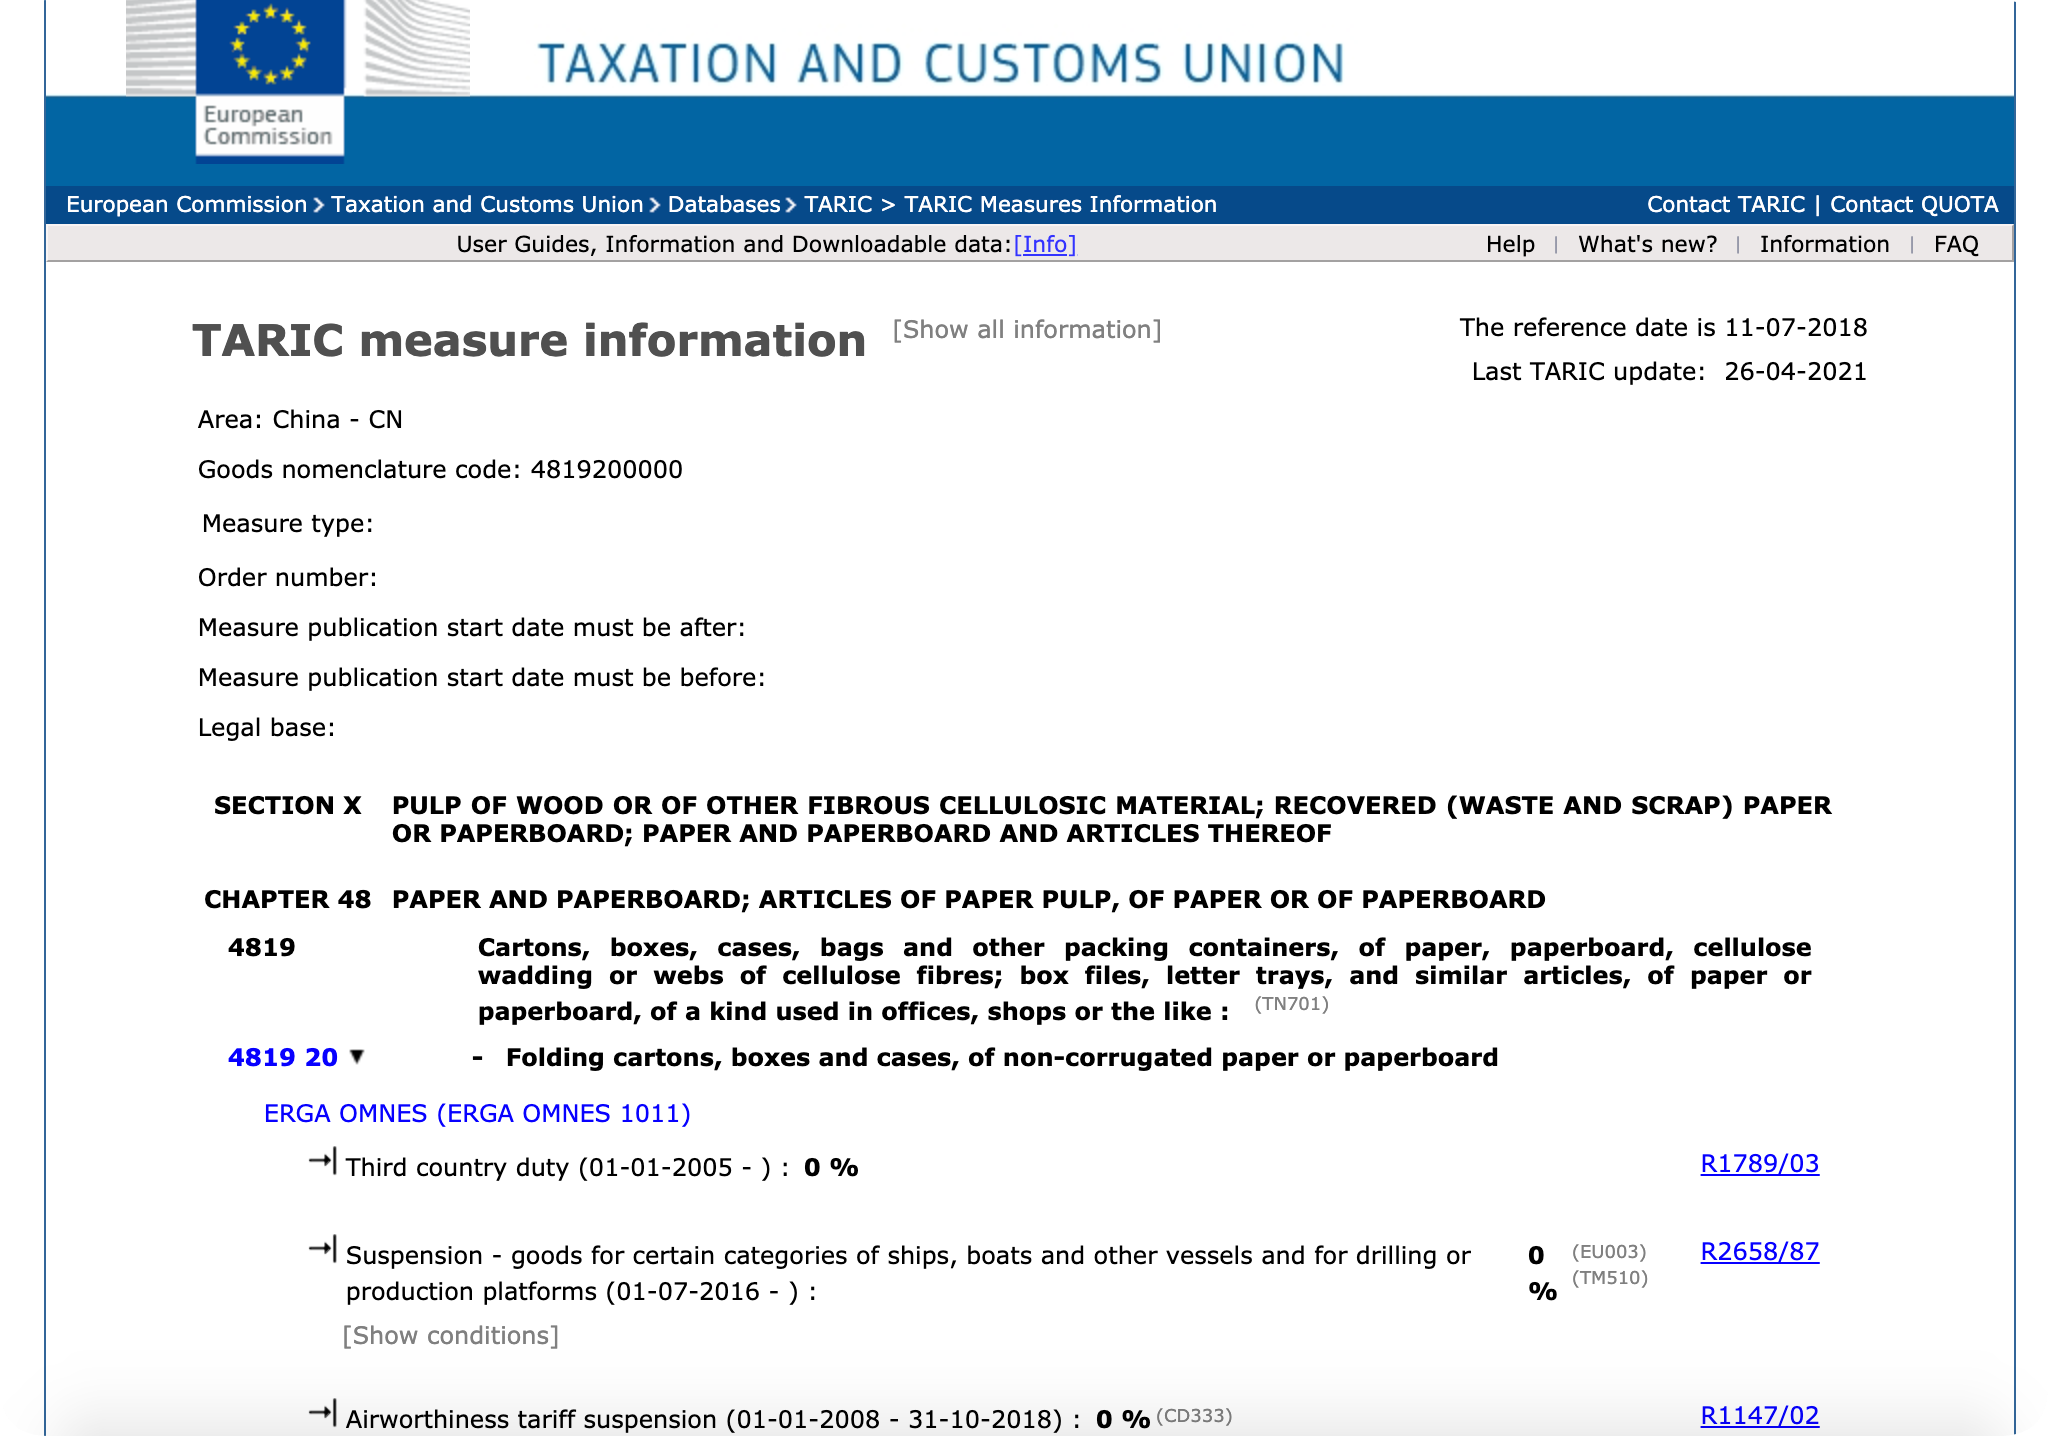 TAXATION AND CUSTOMS UNION
European
Commission
European Commission > Taxation and Customs Union > Databases > TARIC > TARIC Measures Information Contact TARIC | Contact QUOTA
User Guides, Information and Downloadable data:[Info] Help | What's new? | Information | FAQ
TARIC measure information [Show all information] The reference date is 11-07-2018
Last TARIC update: 26-04-2021
Area: China - CN
Goods nomenclature code: 4819200000
Measure type:
Order number:
Measure publication start date must be after:
Measure publication start date must be before:
Legal base:
SECTION X PULP OF WOOD OR OF OTHER FIBROUS CELLULOSIC MATERIAL; RECOVERED (WASTE AND SCRAP) PAPER
OR PAPERBOARD; PAPER AND PAPERBOARD AND ARTICLES THEREOF
CHAPTER 48 PAPER AND PAPERBOARD; ARTICLES OF PAPER PULP, OF PAPER OR OF PAPERBOARD
4819 Cartons, boxes, cases, bags and other packing containers, of paper, paperboard, cellulose
wadding or webs of cellulose fibres; box files, letter trays, and similar articles, of paper or
paperboard, of a kind used in offices, shops or the like : (TN701)
4819 20 ▼ - Folding cartons, boxes and cases, of non-corrugated paper or paperboard
ERGA OMNES (ERGA OMNES 1011)
Third country duty (01-01-2005 - ) : 0 % R1789/03
Suspension - goods for certain categories of ships, boats and other vessels and for drilling or 0 (EU003) R2658/87
production platforms (01-07-2016 - ) : % (TM510)
[Show conditions]
Airworthiness tariff suspension (01-01-2008 - 31-10-2018) : 0 % (CD333) R1147/02